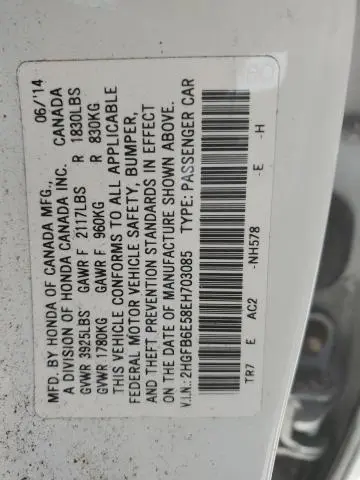 MFD. BY HONDA OF CANADA MFG., 06/'14
A DIVISION OF HONDA CANADA INC. CANADA
GVWR 3925LBS GAWR F 2117LBS R 1830LBS
GVWR 1780KG GAWR F 960KG R 830KG
THIS VEHICLE CONFORMS TO ALL APPLICABLE
FEDERAL MOTOR VEHICLE SAFETY, BUMPER,
AND THEFT PREVENTION STANDARDS IN EFFECT
ON THE DATE OF MANUFACTURE SHOWN ABOVE.
V.I.N.: 2HGFB6E58EH703085 TYPE: PASSENGER CAR
TR7 E AC2 -NH578 -E -H